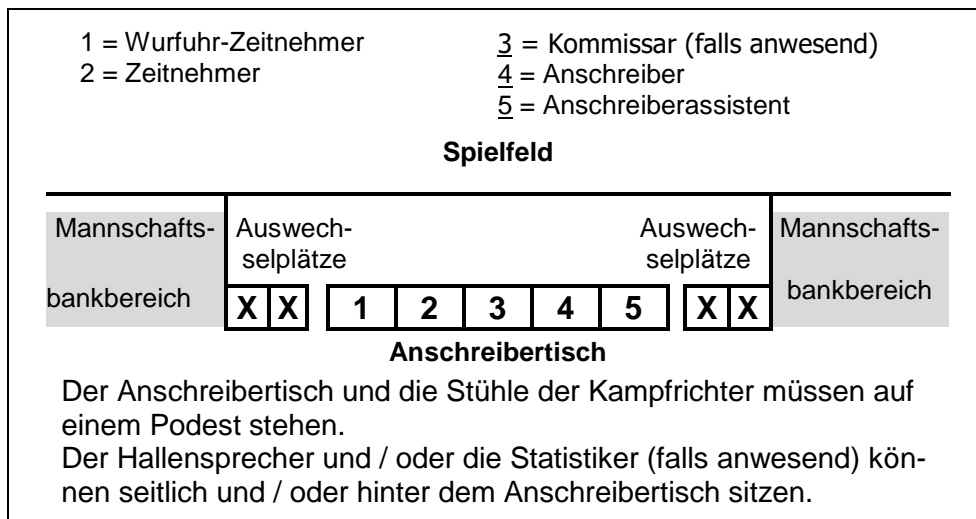 1 = Wurfuhr-Zeitnehmer
2 = Zeitnehmer
3 = Kommissar (falls anwesend)
4 = Anschreiber
5 = Anschreiberassistent
Spielfeld
Mannschafts-
bankbereich
Auswech-
selplätze
Auswech-
selplätze
Mannschafts-
bankbereich
X X 1 2 3 4 5 X X
Anschreibertisch
Der Anschreibertisch und die Stühle der Kampfrichter müssen auf
einem Podest stehen.
Der Hallensprecher und / oder die Statistiker (falls anwesend) kön-
nen seitlich und / oder hinter dem Anschreibertisch sitzen.